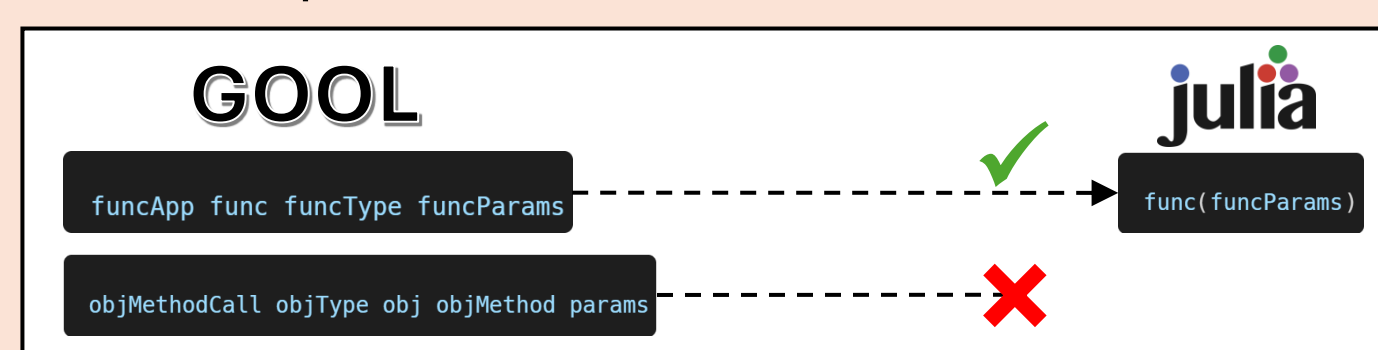 GOOL
julia
funcApp func funcType funcParams
func(funcParams)
objMethodCall objType obj objMethod params